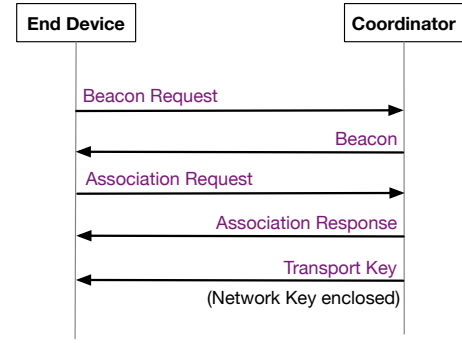 End Device
Coordinator
Beacon Request
Beacon
Association Request
Association Response
Transport Key
(Network Key enclosed)